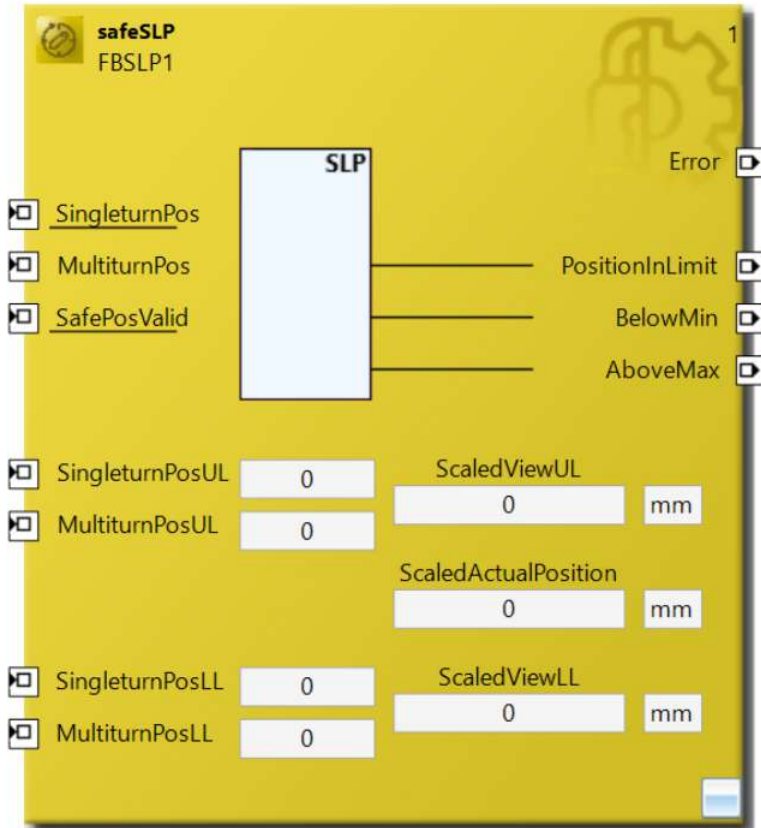 safeSLP
1
FBSLP1
SLP
Error
SingleturnPos
MultiturnPos
PositionInLimit
SafePosValid
BelowMin
AboveMax
SingleturnPosUL 0
ScaledViewUL
0 mm
MultiturnPosUL 0
ScaledActualPosition
0 mm
SingleturnPosLL 0
ScaledViewLL
0 mm
MultiturnPosLL 0